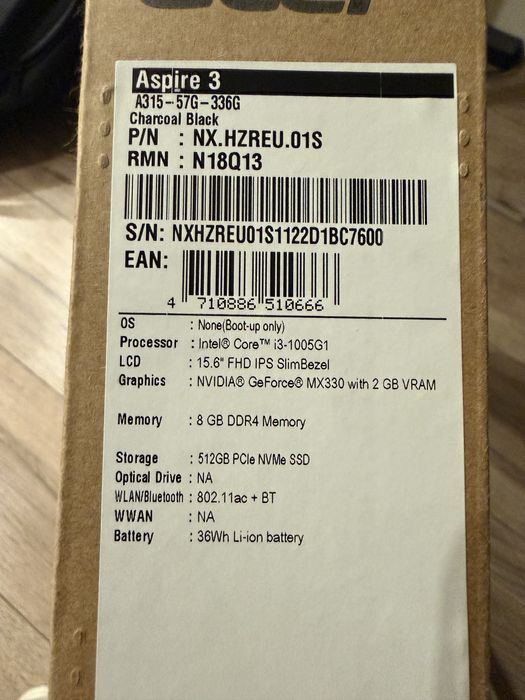 acer
Aspire 3
A315-57G-336G
Charcoal Black
P/N : NX.HZREU.01S
RMN : N18Q13
S/N: NXHZREU01S1122D1BC7600
EAN:
4 710886 510666
OS : None(Boot-up only)
Processor : Intel® Core™ i3-1005G1
LCD : 15.6" FHD IPS SlimBezel
Graphics : NVIDIA® GeForce® MX330 with 2 GB VRAM
Memory : 8 GB DDR4 Memory
Storage : 512GB PCIe NVMe SSD
Optical Drive : NA
WLAN/Bluetooth : 802.11ac + BT
WWAN : NA
Battery : 36Wh Li-ion battery